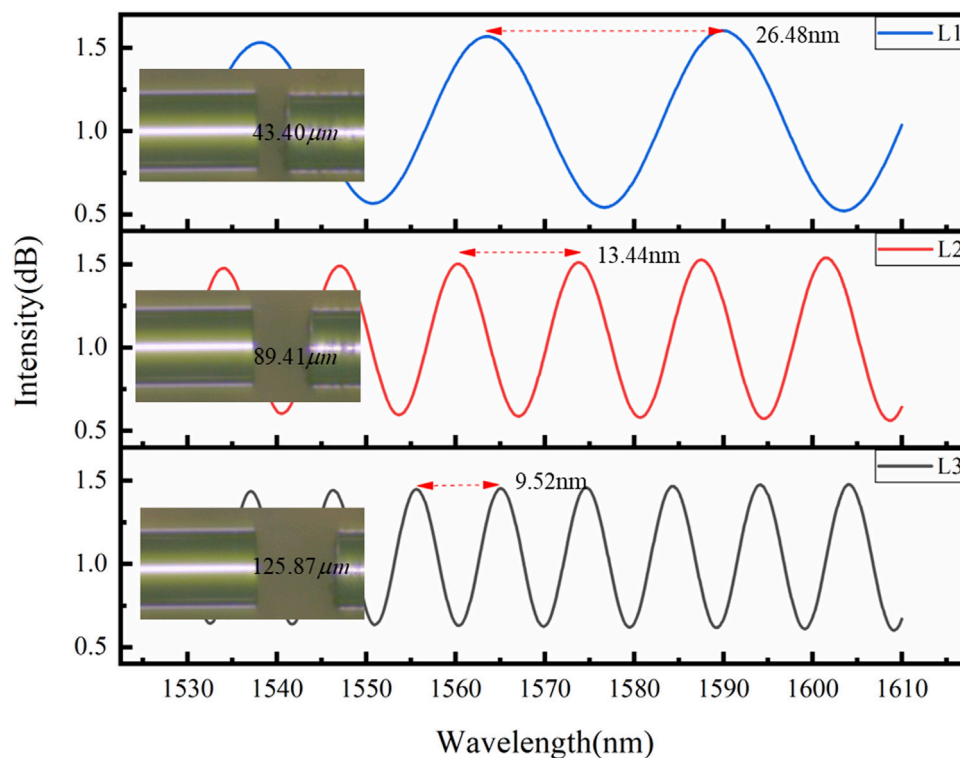 L1
26.48nm
1.5
43.40μm
1.0
0.5
L2
13.44nm
1.5
89.41μm
1.0
0.5
L3
9.52nm
1.5
125.87μm
1.0
0.5
Intensity(dB)
1530 1540 1550 1560 1570 1580 1590 1600 1610
Wavelength(nm)